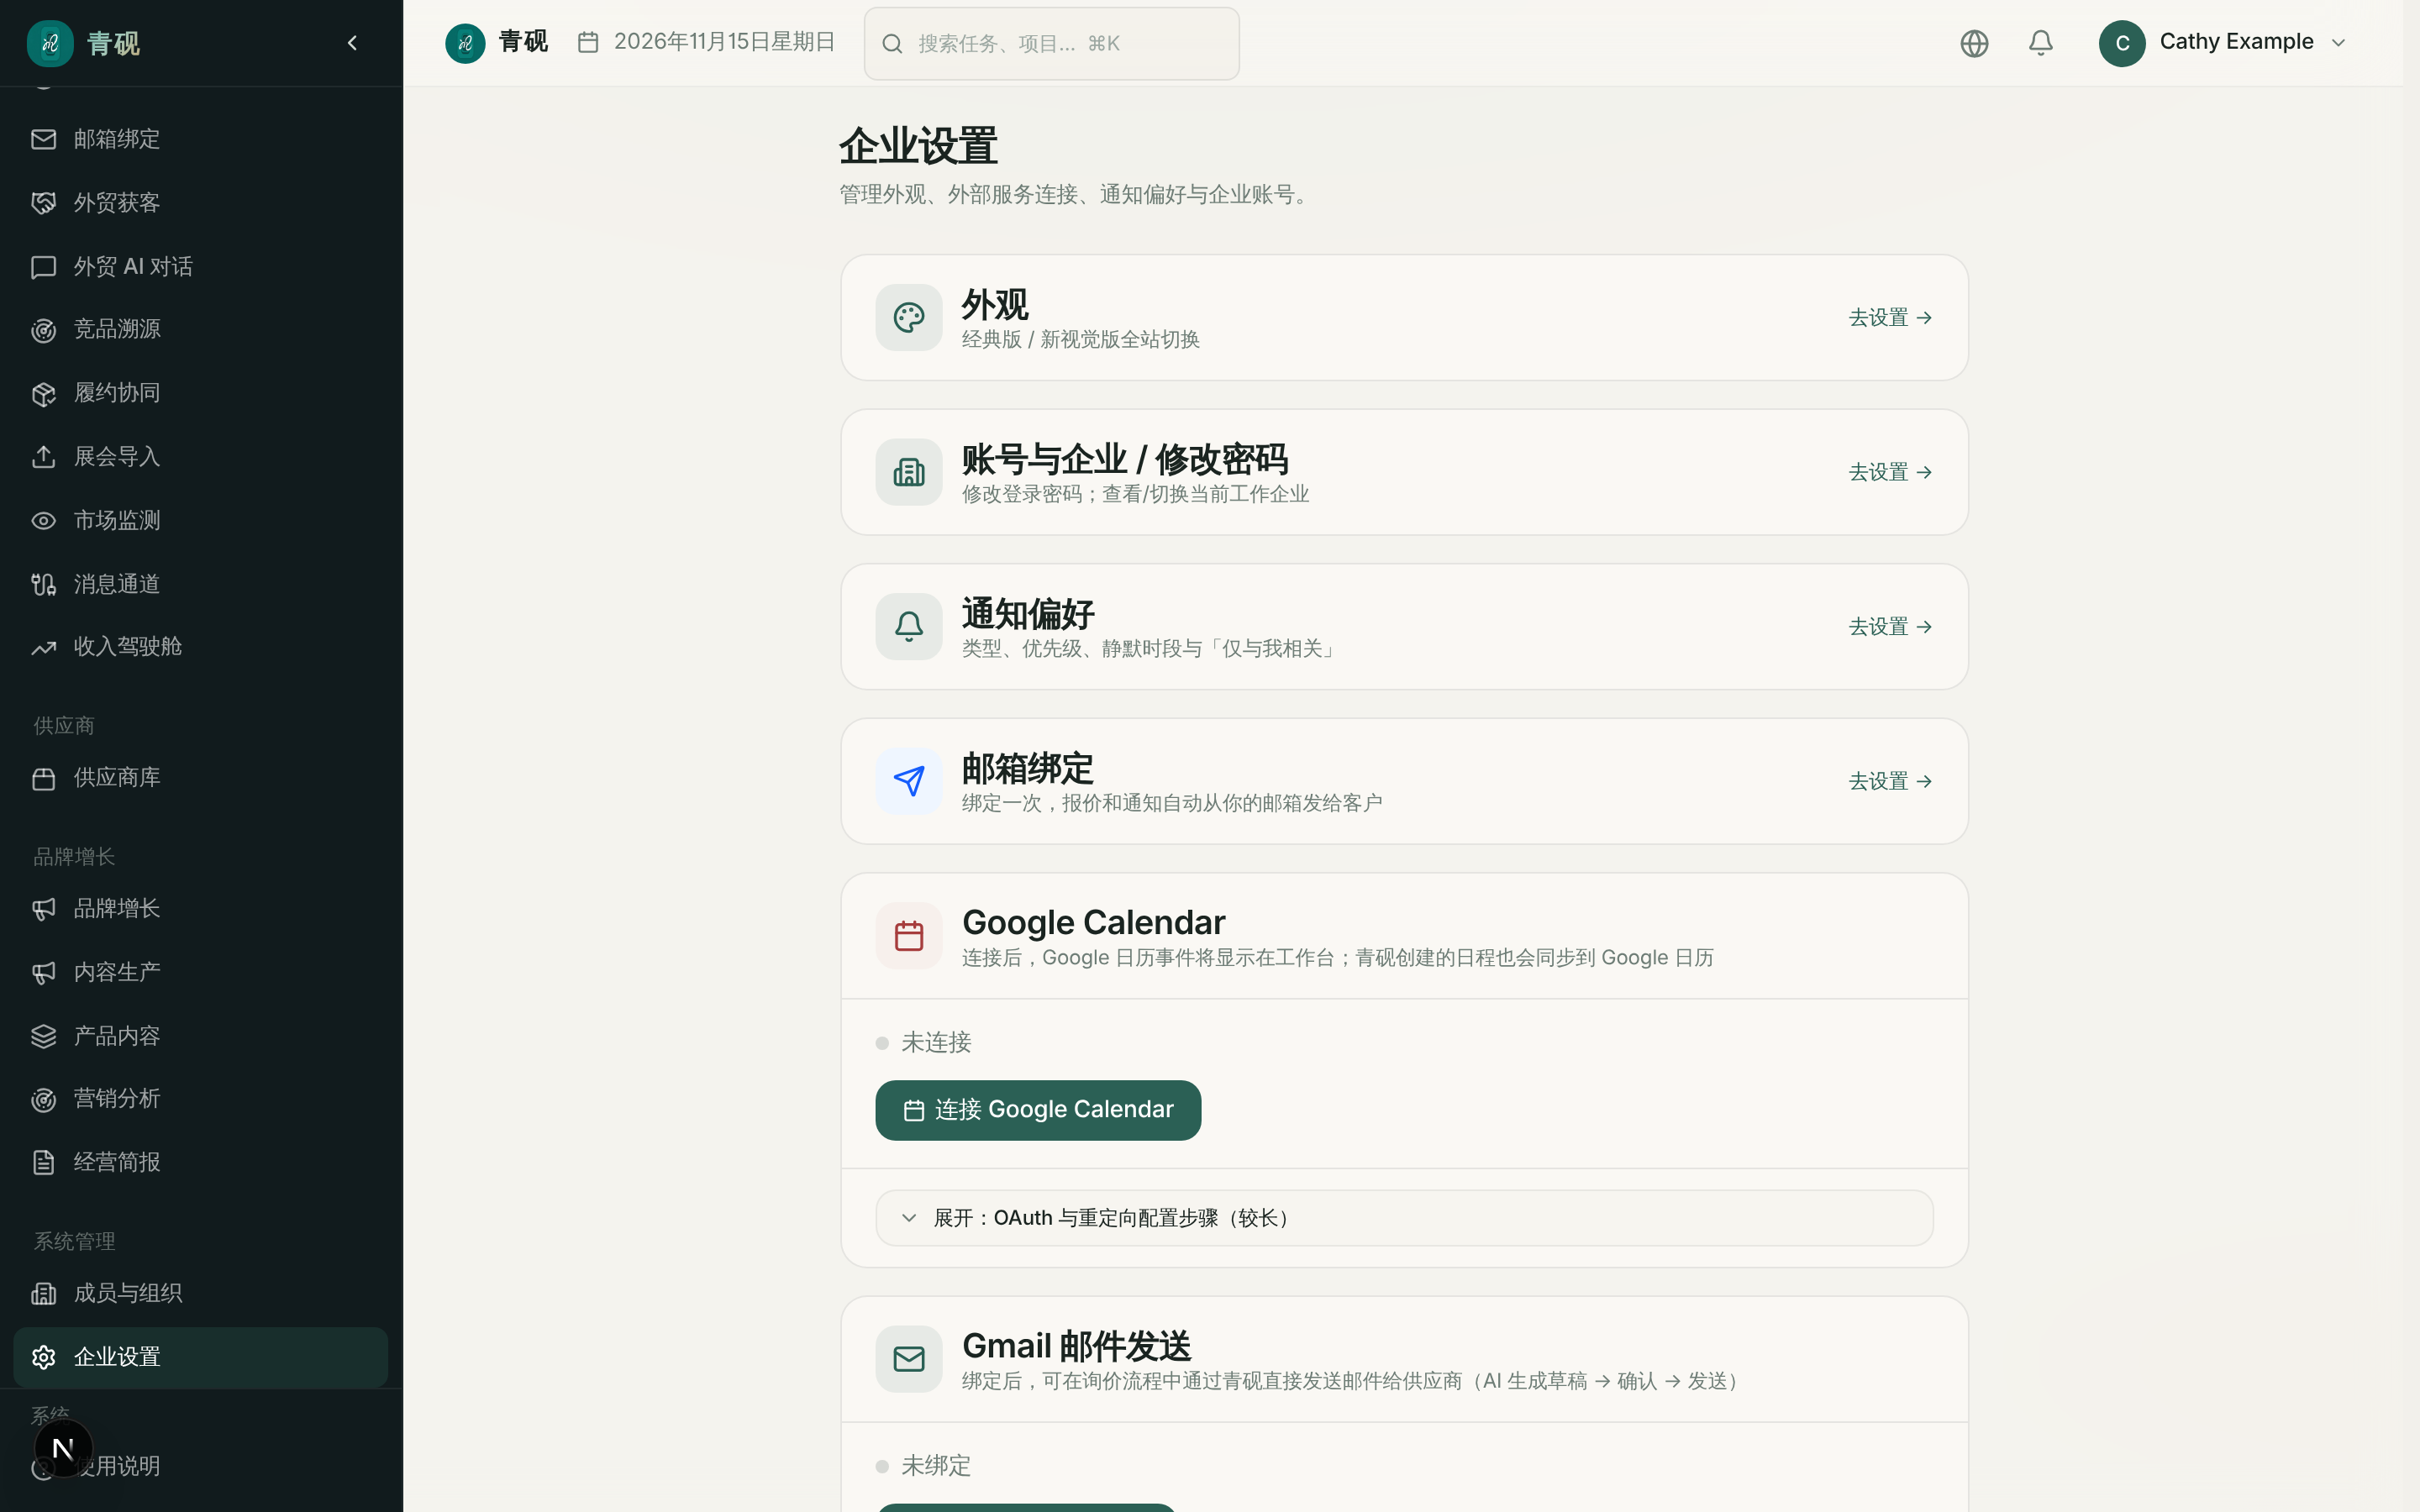 青砚
邮箱绑定
外贸获客
外贸 AI 对话
竞品溯源
履约协同
展会导入
市场监测
消息通道
收入驾驶舱
供应商
供应商库
品牌增长
品牌增长
内容生产
产品内容
营销分析
经营简报
系统管理
成员与组织
企业设置
系统
N
使用说明
青砚
2026年11月15日星期日
搜索任务、项目... ⌘K
C
Cathy Example
企业设置
管理外观、外部服务连接、通知偏好与企业账号。
外观
经典版 / 新视觉版全站切换
去设置 →
账号与企业 / 修改密码
修改登录密码；查看/切换当前工作企业
去设置 →
通知偏好
类型、优先级、静默时段与「仅与我相关」
去设置 →
邮箱绑定
绑定一次，报价和通知自动从你的邮箱发给客户
去设置 →
Google Calendar
连接后，Google 日历事件将显示在工作台；青砚创建的日程也会同步到 Google 日历
未连接
连接 Google Calendar
展开：OAuth 与重定向配置步骤（较长）
Gmail 邮件发送
绑定后，可在询价流程中通过青砚直接发送邮件给供应商（AI 生成草稿 → 确认 → 发送）
未绑定